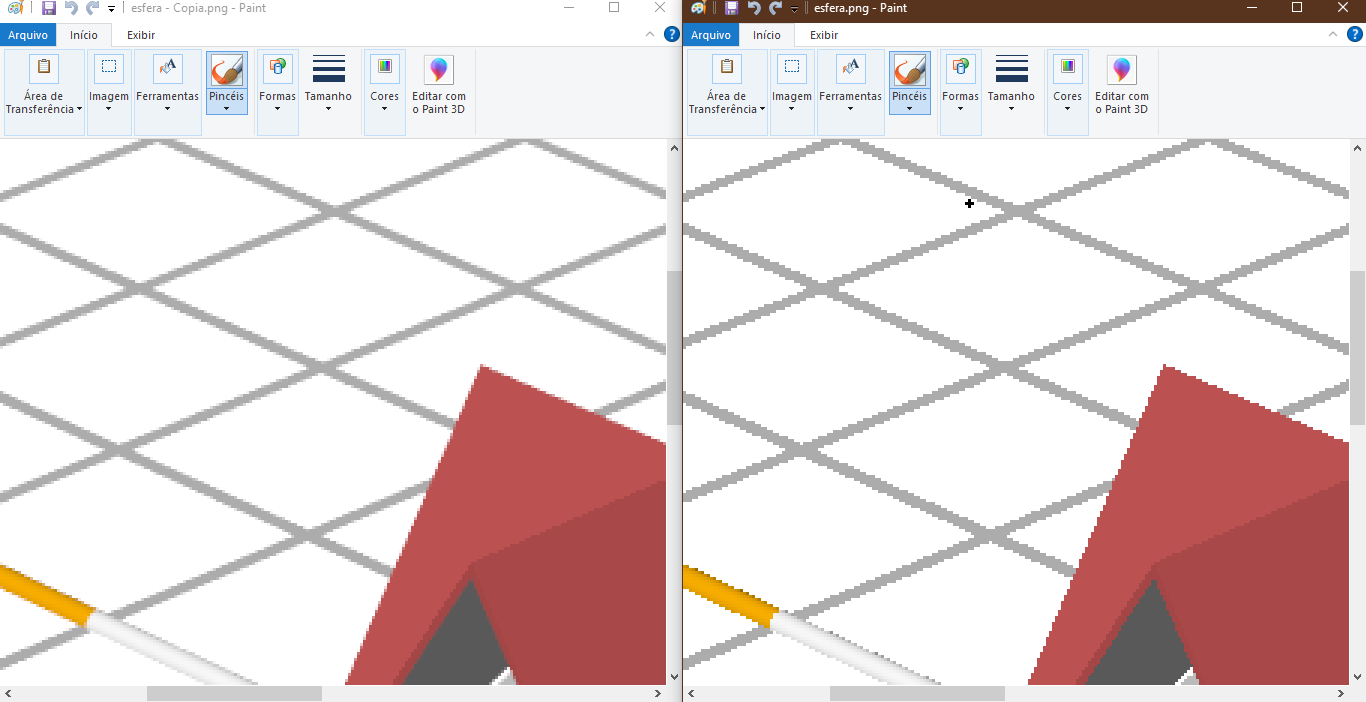 esfera - Copia.png - Paint
Arquivo Início Exibir
Área de
Transferência
Imagem
Ferramentas
Pincéis
Formas
Tamanho
Cores
Editar com
o Paint 3D
esfera.png - Paint
Arquivo Início Exibir
Área de
Transferência
Imagem
Ferramentas
Pincéis
Formas
Tamanho
Cores
Editar com
o Paint 3D